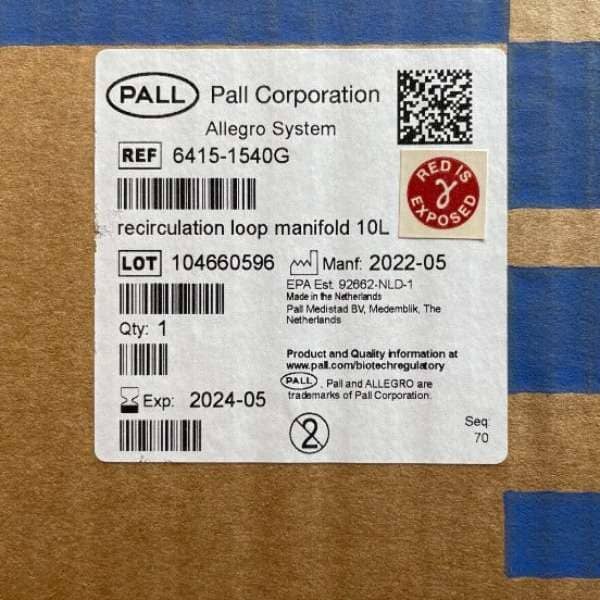 PALL Pall Corporation
Allegro System
REF 6415-1540G
RED IS
γ
EXPOSED
recirculation loop manifold 10L
LOT 104660596 Manf: 2022-05
EPA Est. 92662-NLD-1
Made in the Netherlands
Pall Medistad BV, Medemblik, The
Netherlands
Qty: 1
Product and Quality information at
www.pall.com/biotechregulatory
PALL. Pall and ALLEGRO are
trademarks of Pall Corporation.
Exp: 2024-05
2
Seq:
70